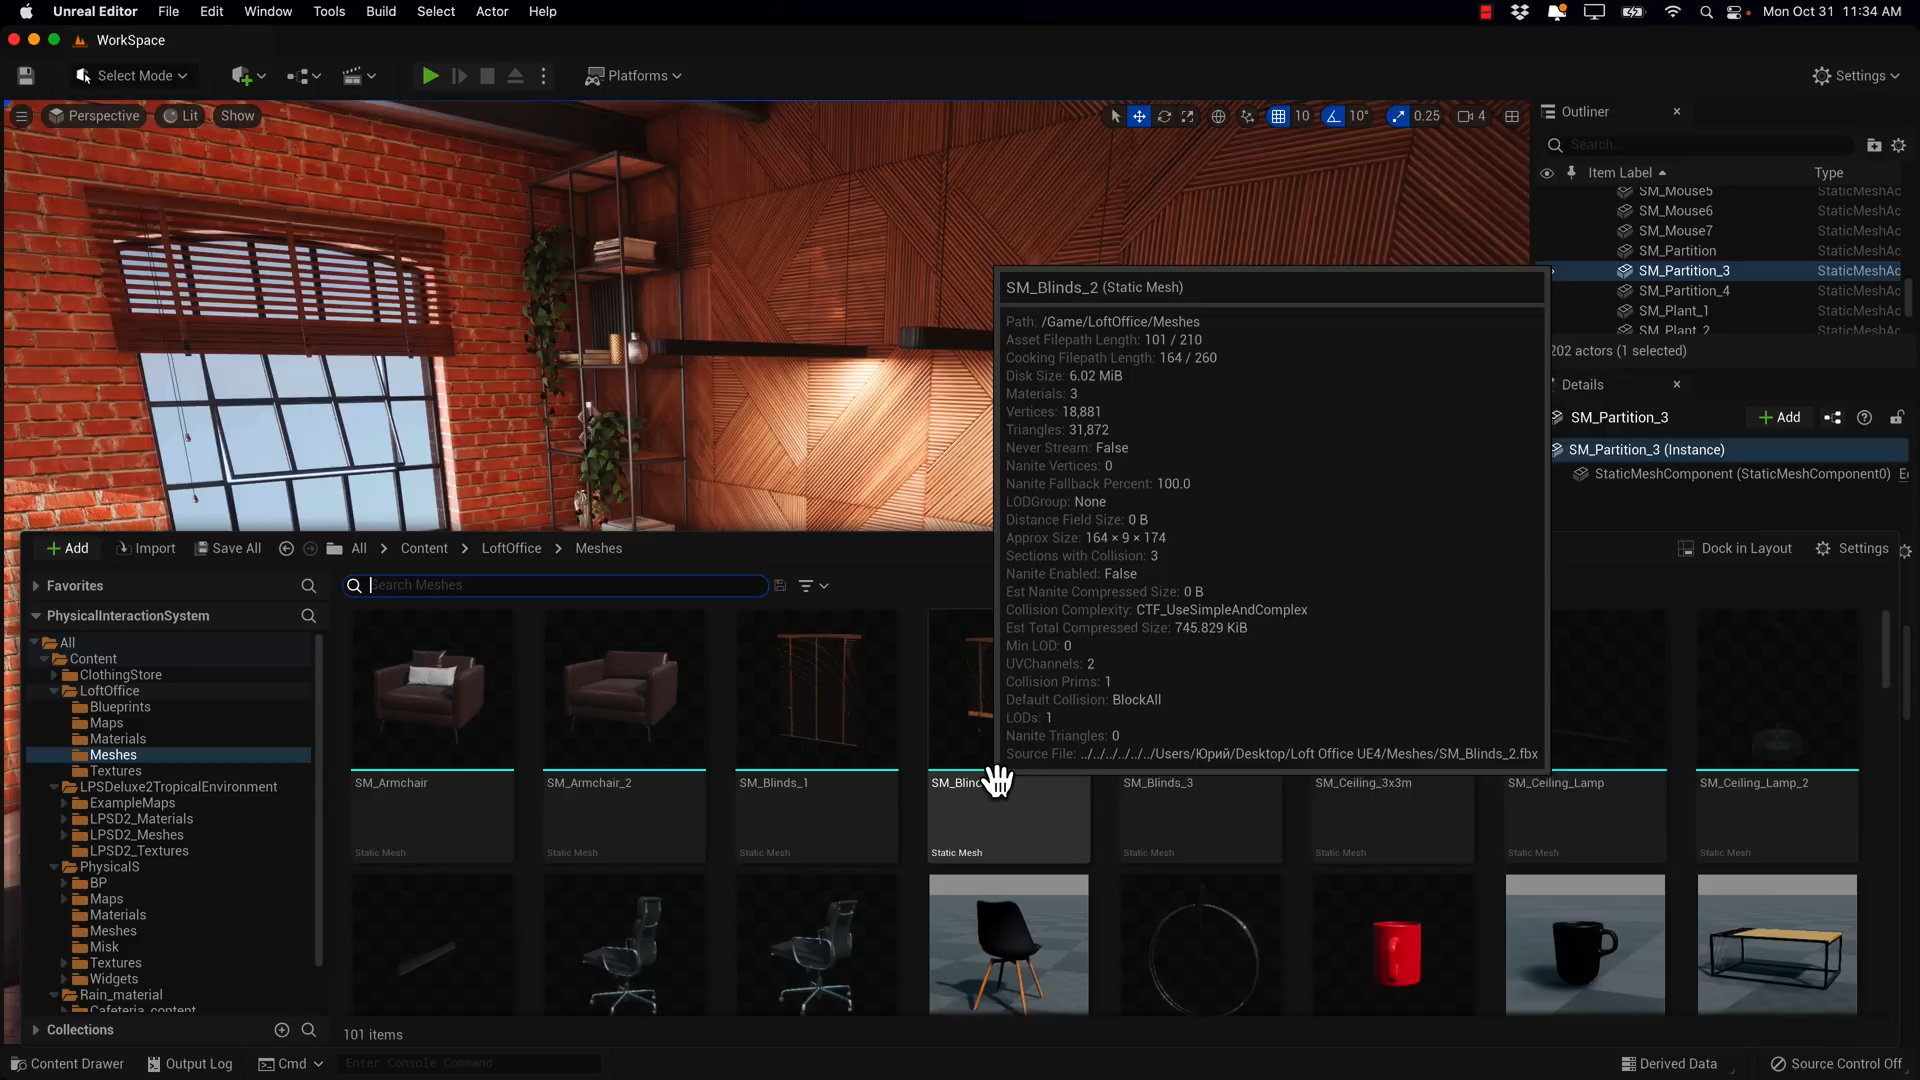 Unreal Editor File Edit Window Tools Build Select Actor Help
Mon Oct 31 11:34 AM
WorkSpace
Select Mode
Platforms
Settings
Perspective
Lit
Show
10
10°
0.25
4
Outliner
Search...
Item Label Type
SM_Mouse5 StaticMeshAc
SM_Mouse6 StaticMeshAc
SM_Mouse7 StaticMeshAc
SM_Partition StaticMeshAc
SM_Partition_3 StaticMeshAc
SM_Partition_4 StaticMeshAc
SM_Plant_1 StaticMeshAc
SM_Plant_2 StaticMeshAc
202 actors (1 selected)
Details
SM_Partition_3
Add
SM_Partition_3 (Instance)
StaticMeshComponent (StaticMeshComponent0)
SM_Blinds_2 (Static Mesh)
Path: /Game/LoftOffice/Meshes
Asset Filepath Length: 101 / 210
Cooking Filepath Length: 164 / 260
Disk Size: 6.02 MiB
Materials: 3
Vertices: 18,881
Triangles: 31,872
Never Stream: False
Nanite Vertices: 0
Nanite Fallback Percent: 100.0
LODGroup: None
Distance Field Size: 0 B
Approx Size: 164 × 9 × 174
Sections with Collision: 3
Nanite Enabled: False
Est Nanite Compressed Size: 0 B
Collision Complexity: CTF_UseSimpleAndComplex
Est Total Compressed Size: 745.829 KiB
Min LOD: 0
UVChannels: 2
Collision Prims: 1
Default Collision: BlockAll
LODs: 1
Nanite Triangles: 0
Source File: ../../../../../../Users/Юрий/Desktop/Loft Office UE4/Meshes/SM_Blinds_2.fbx
Add Import Save All All Content LoftOffice Meshes
Dock in Layout Settings
Favorites
Search Meshes
PhysicalInteractionSystem
All
Content
ClothingStore
LoftOffice
Blueprints
Maps
Materials
Meshes
Textures
LPSDeluxe2TropicalEnvironment
ExampleMaps
LPSD2_Materials
LPSD2_Meshes
LPSD2_Textures
PhysicalS
BP
Maps
Materials
Meshes
Misk
Textures
Widgets
Rain_material
Cafeteria_content
Collections
SM_Armchair
Static Mesh
SM_Armchair_2
Static Mesh
SM_Blinds_1
Static Mesh
SM_Blin
Static Mesh
SM_Blinds_3
Static Mesh
SM_Ceiling_3x3m
Static Mesh
SM_Ceiling_Lamp
Static Mesh
SM_Ceiling_Lamp_2
Static Mesh
101 items
Content Drawer Output Log Cmd Enter Console Command
Derived Data Source Control Off